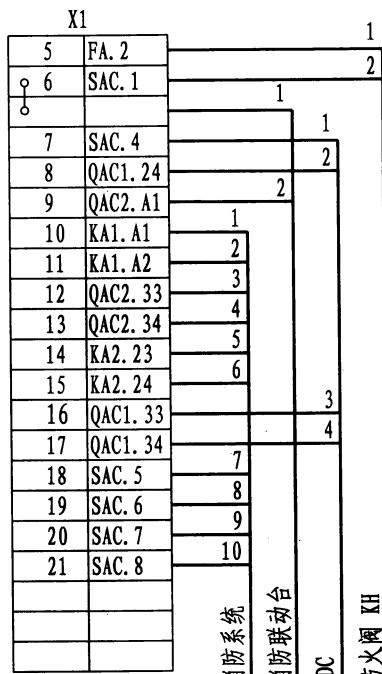 X1
5 FA.2 1
6 SAC.1 2
1
7 SAC.4 1
8 QAC1.24 2
9 QAC2.A1 2
10 KA1.A1 1
11 KA1.A2 2
12 QAC2.33 3
13 QAC2.34 4
14 KA2.23 5
15 KA2.24 6
16 QAC1.33 3
17 QAC1.34 4
18 SAC.5 7
19 SAC.6 8
20 SAC.7 9
21 SAC.8 10
消防系统
消防联动台
DC
防火阀 KH